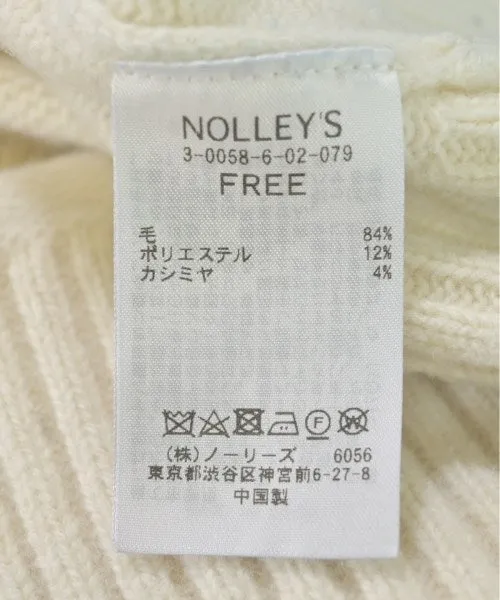 NOLLEY'S
3-0058-6-02-079
FREE
毛 84%
ポリエステル 12%
カシミヤ 4%
F W
(株)ノーリーズ 6056
東京都渋谷区神宮前6-27-8
中国製